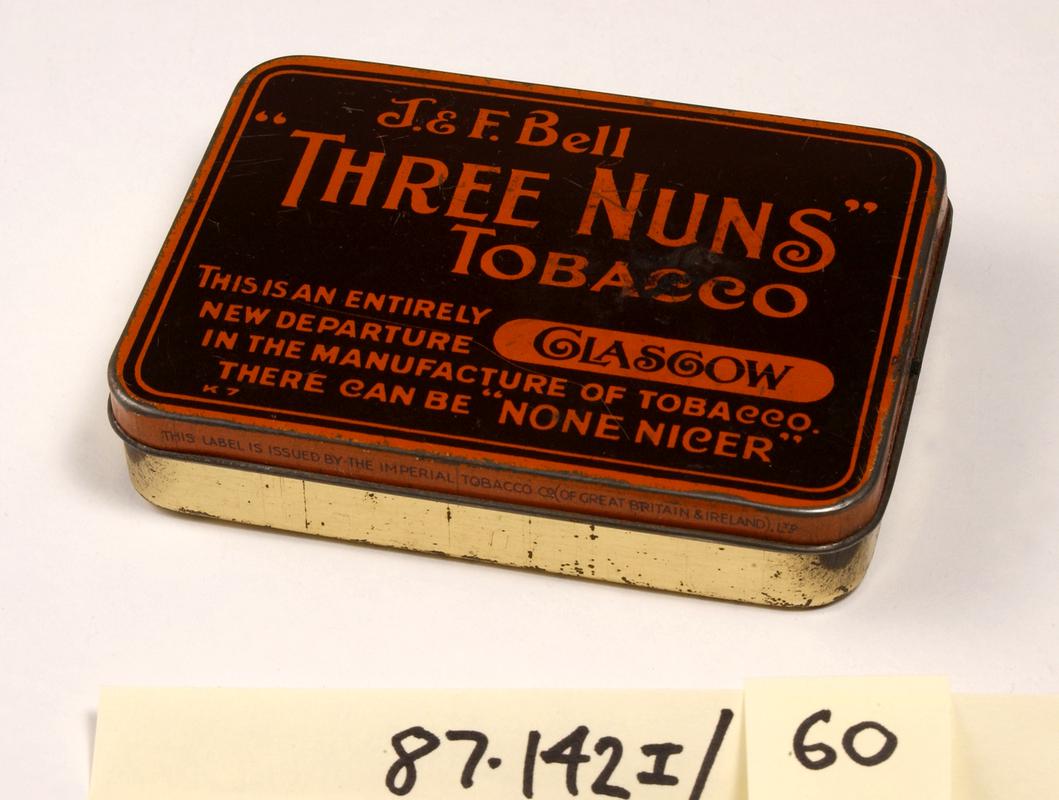 J. & F. Bell
"THREE NUNS"
TOBACCO
THIS IS AN ENTIRELY
NEW DEPARTURE
GLASGOW
IN THE MANUFACTURE OF TOBACCO.
THERE CAN BE "NONE NICER"
K 7
THIS LABEL IS ISSUED BY THE IMPERIAL TOBACCO CO (OF GREAT BRITAIN & IRELAND), LTD
87.142I/ 60